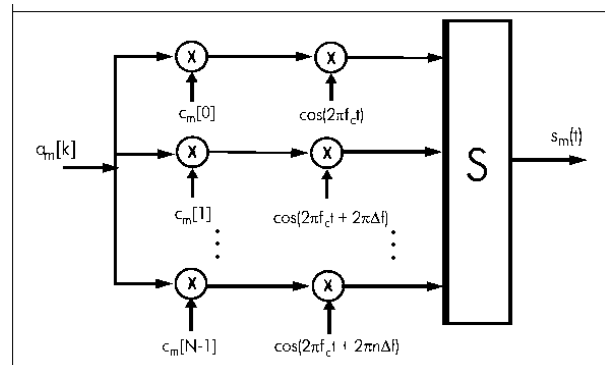 X
X
c_m[0]
cos(2πf_ct)
a_m[k]
X
X
S
s_m(t)
c_m[1]
cos(2πf_ct + 2πΔf)
X
X
c_m[N-1]
cos(2πf_ct + 2πnΔf)